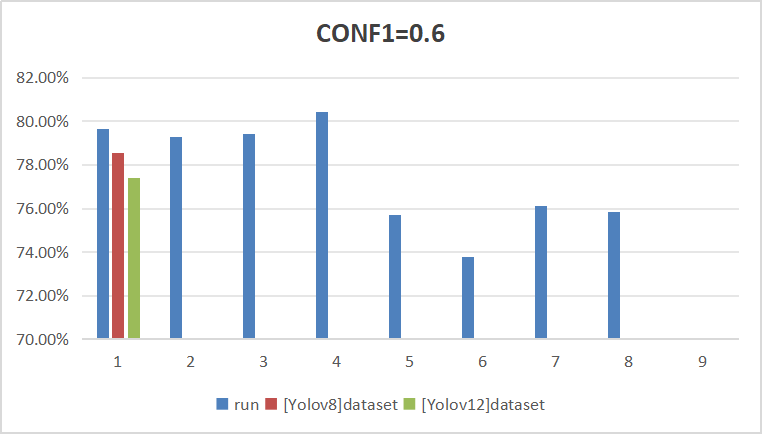 CONF1=0.6
82.00%
80.00%
78.00%
76.00%
74.00%
72.00%
70.00%
1 2 3 4 5 6 7 8 9
run [Yolov8]dataset [Yolov12]dataset